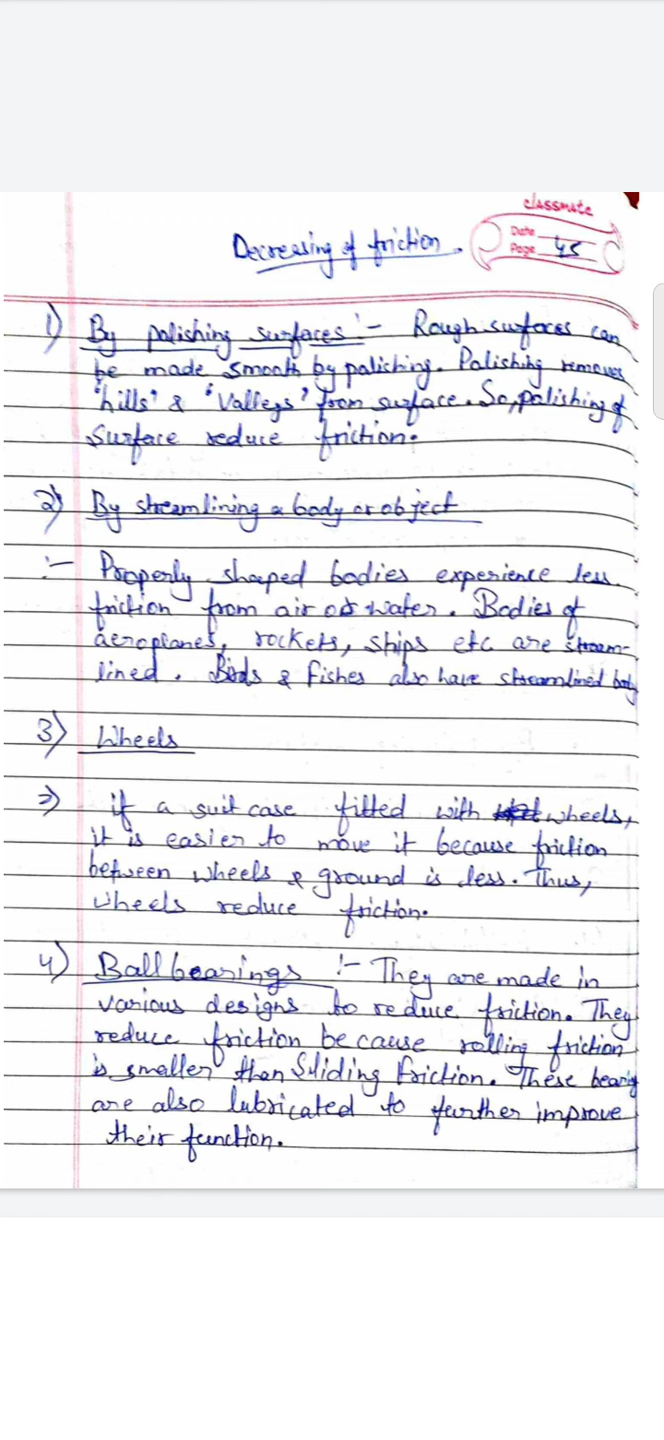 classmate
Date
Page 45
Decreasing of friction.
1) By polishing surfaces :- Rough surfaces can
be made smooth by paliching. Palishing removes
'hills' & 'Valleys' from surface. So, palishing of
Surface reduce friction.
2) By streamlining a body or object
:- Properly shaped bodies experience less
friction from air or water. Bodies of
aeroplanes, rockets, ships etc are stream-
lined. Birds & fishes also have streamlined body
3) Wheels
⇒ if a suit case fitted with wheels,
it is easier to move it because friction
between wheels & ground is less. Thus,
wheels reduce friction.
4) Ball bearings :- They are made in
various designs to reduce friction. They
reduce friction be cause rolling friction
is smaller than Sliding friction. These bearing
are also lubricated to further improve
their function.